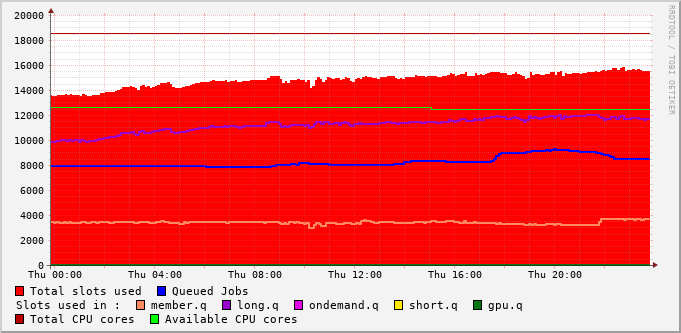 20000
18000
16000
14000
12000
10000
8000
6000
4000
2000
0
Thu 00:00 Thu 04:00 Thu 08:00 Thu 12:00 Thu 16:00 Thu 20:00
Total slots used Queued Jobs
Slots used in : member.q long.q ondemand.q short.q gpu.q
Total CPU cores Available CPU cores
RRDTOOL / TOBI OETIKER